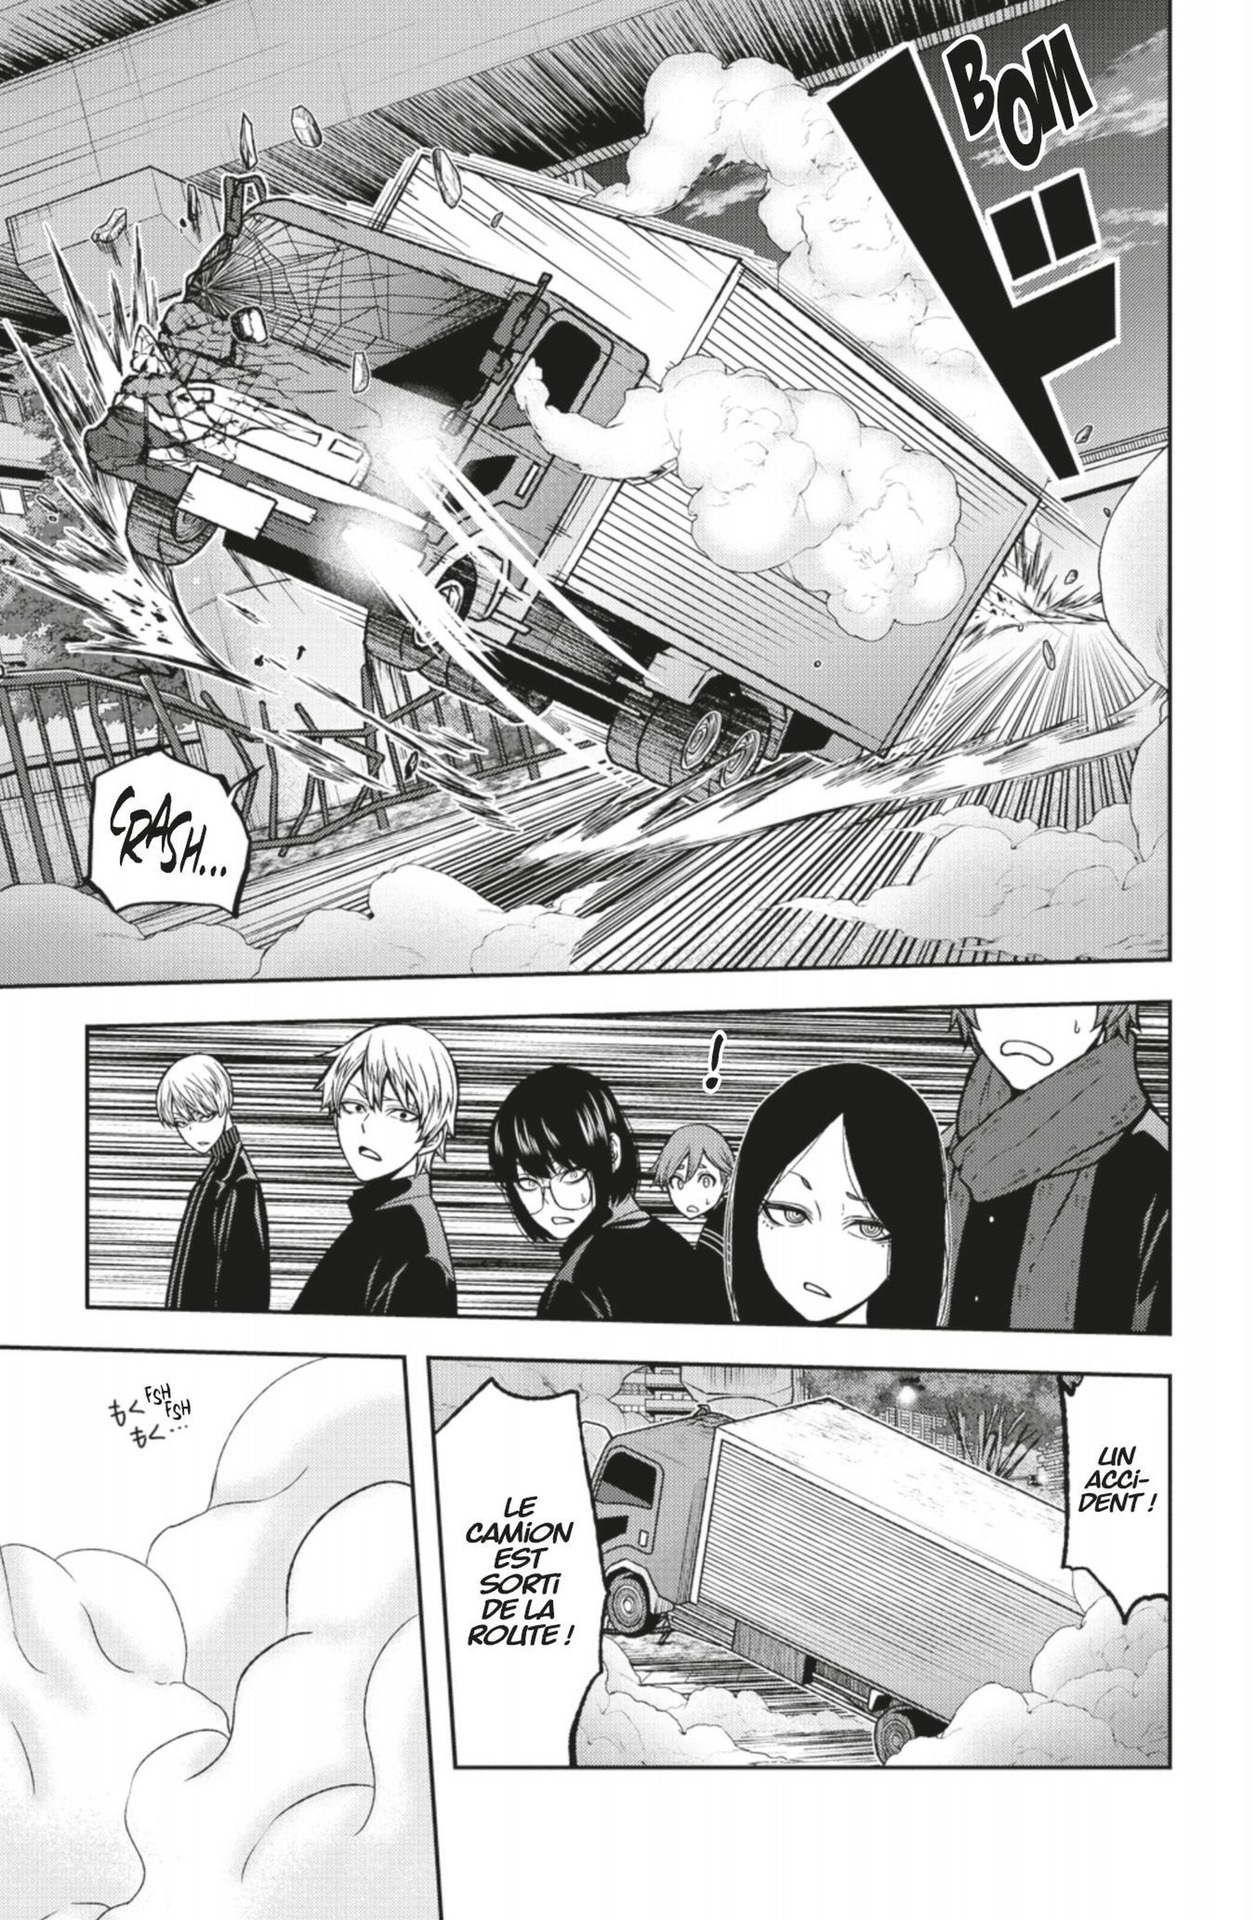 BOM
ド
CRASH...
!
UN
ACCI-
DENT !
LE
CAMION
EST
SORTI
DE LA
ROUTE !
FSH
FSH
もく
もく…